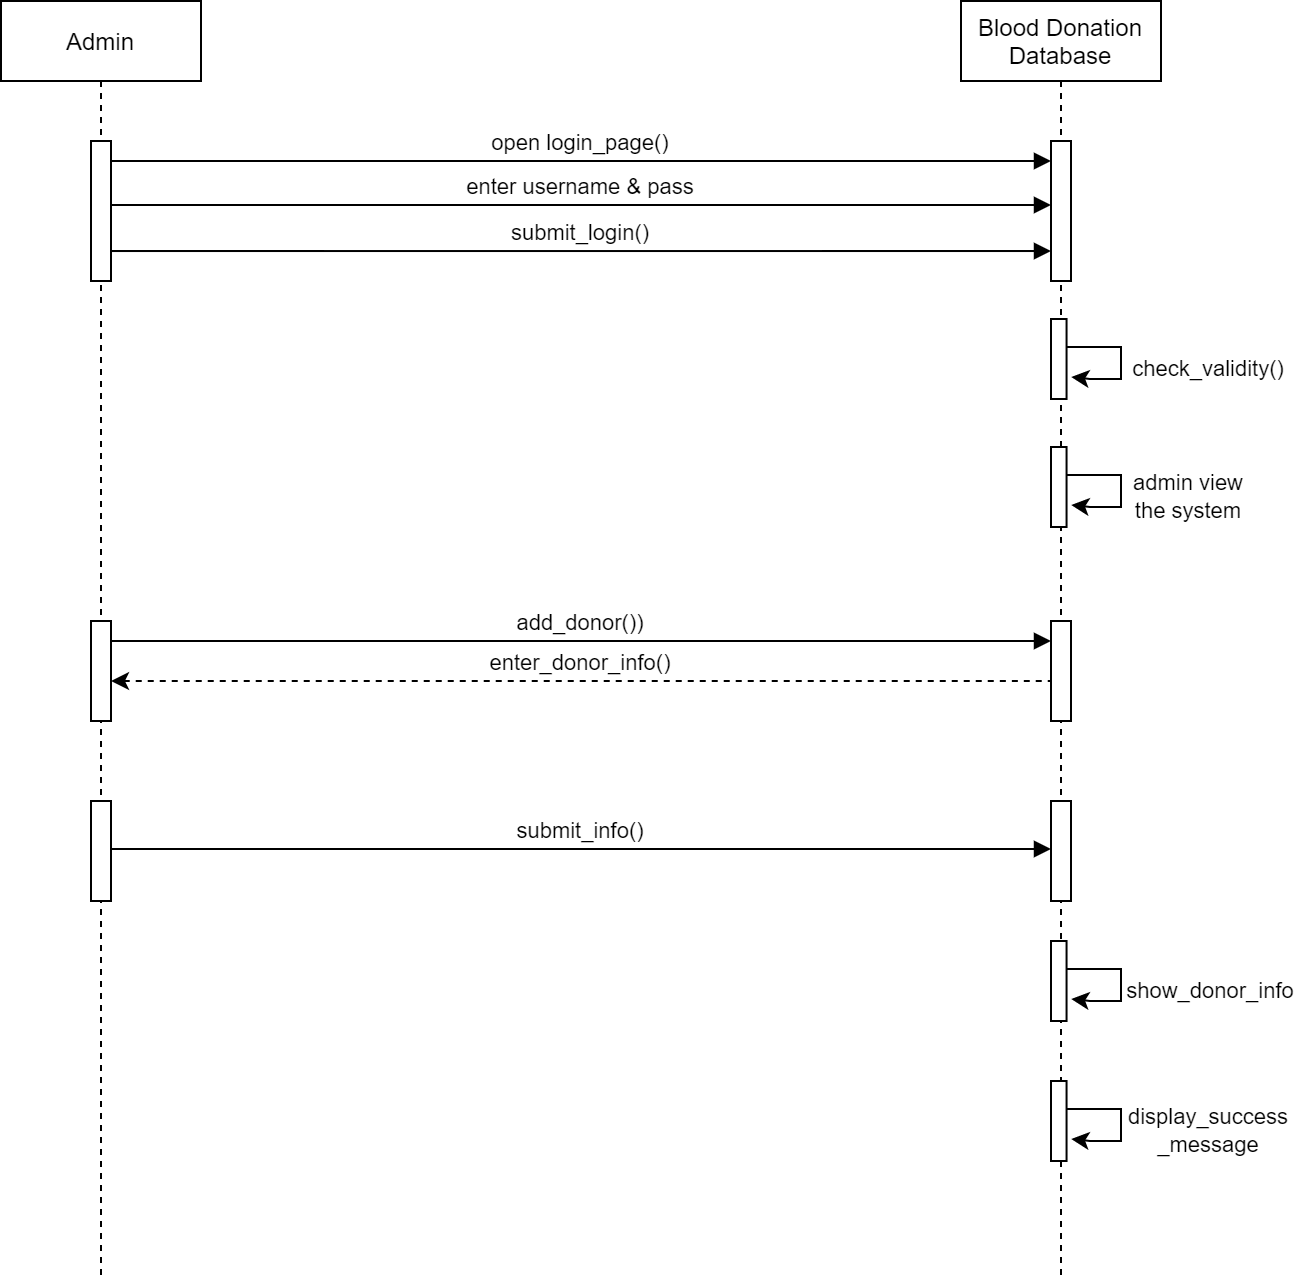 Admin
Blood Donation
Database
open login_page()
enter username & pass
submit_login()
check_validity()
admin view
the system
add_donor())
enter_donor_info()
submit_info()
show_donor_info
display_success
_message